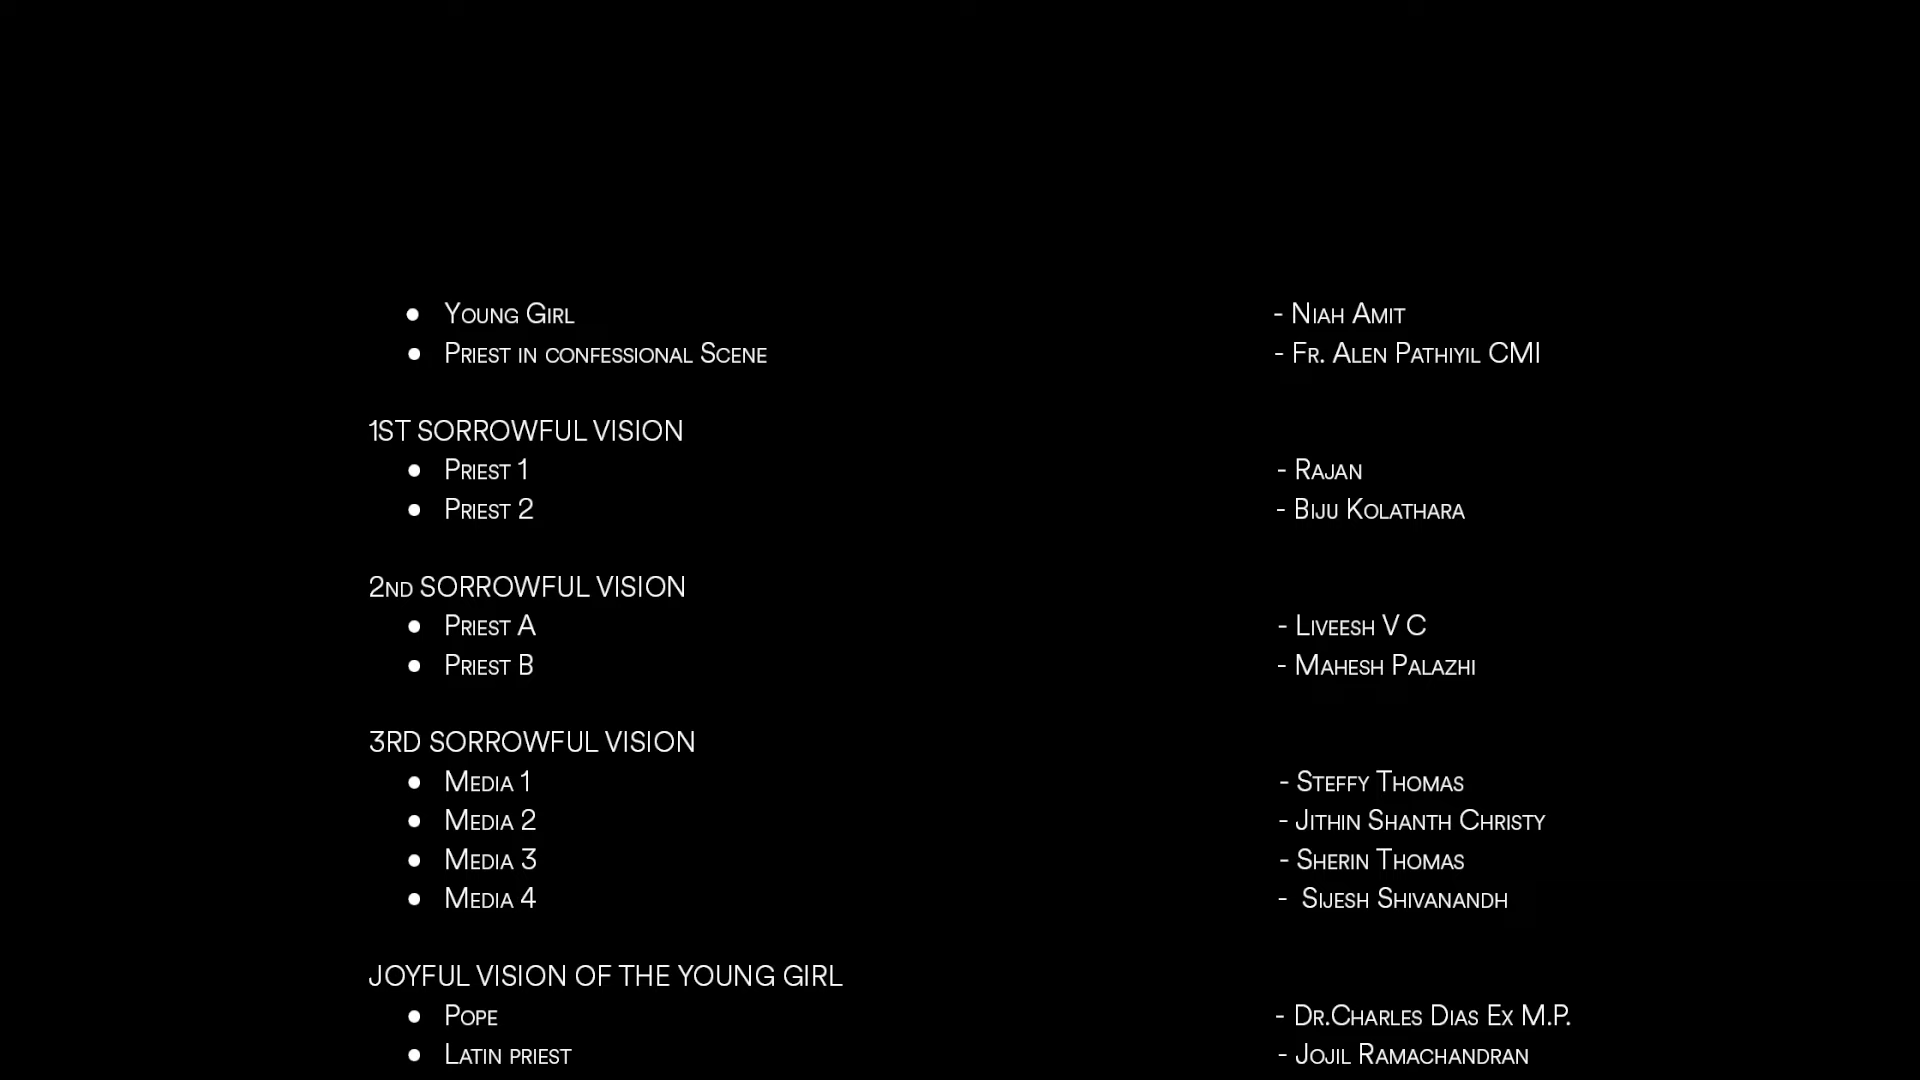 • Young Girl - Niah Amit
• Priest in confessional Scene - Fr. Alen Pathiyil CMI
1ST SORROWFUL VISION
• Priest 1 - Rajan
• Priest 2 - Biju Kolathara
2nd SORROWFUL VISION
• Priest A - Liveesh V C
• Priest B - Mahesh Palazhi
3RD SORROWFUL VISION
• Media 1 - Steffy Thomas
• Media 2 - Jithin Shanth Christy
• Media 3 - Sherin Thomas
• Media 4 - Sijesh Shivanandh
JOYFUL VISION OF THE YOUNG GIRL
• Pope - Dr.Charles Dias Ex M.P.
• Latin priest - Jojil Ramachandran